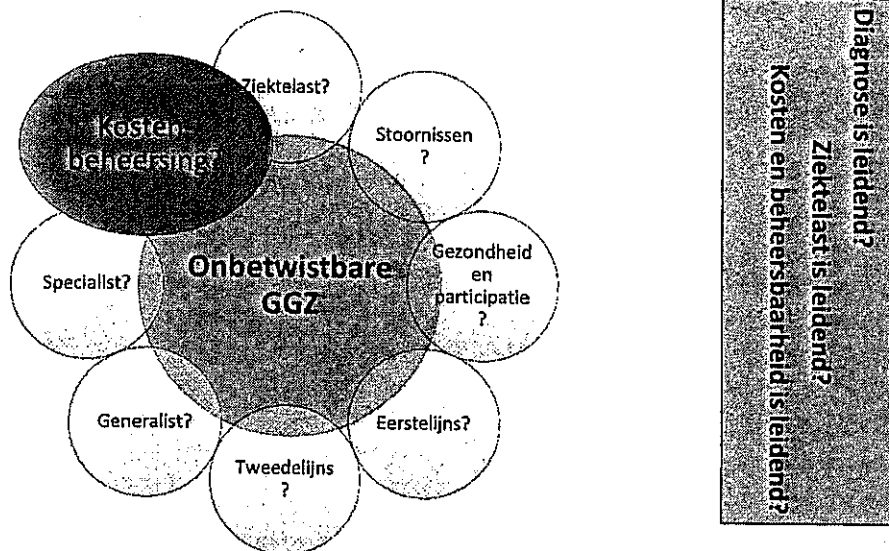 Ziektelast?
Kosten-
beheersing?
Stoornissen
?
Onbetwistbare
GGZ
Gezondheid
en
participatie
?
Specialist?
Generalist?
Eerstelijns?
Tweedelijns
?
Diagnose is leidend?
Ziektelast is leidend?
Kosten en beheersbaarheid is leidend?